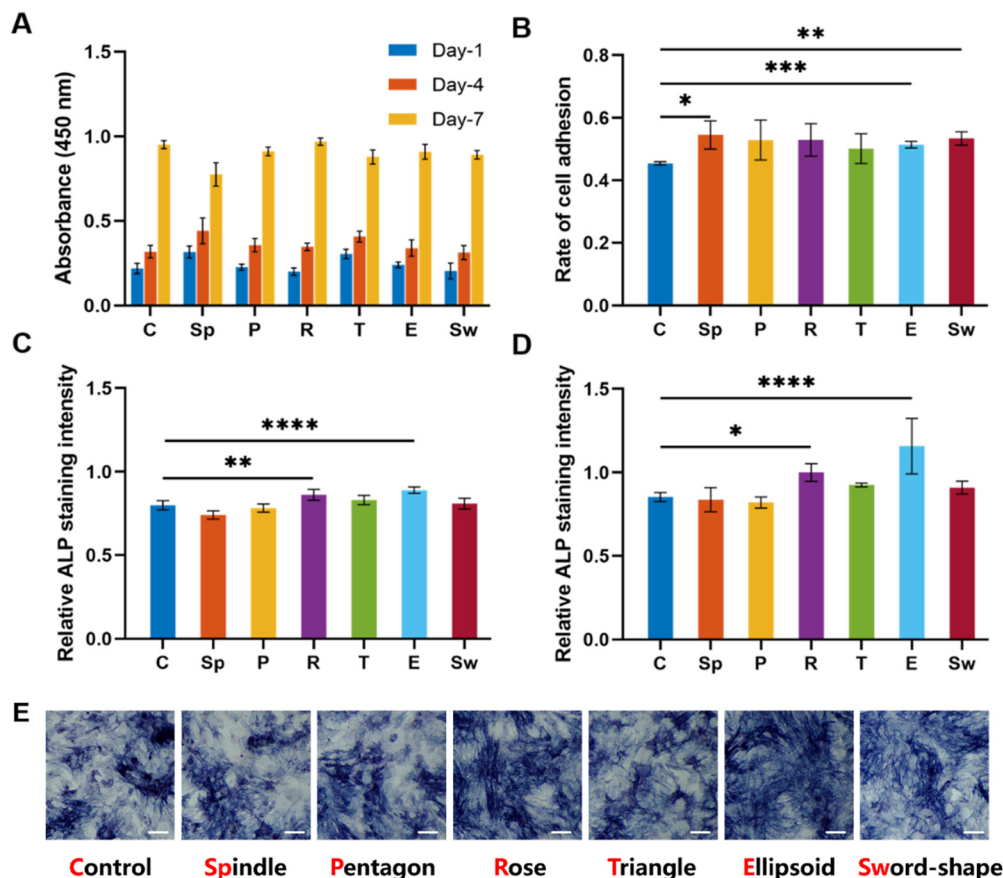 A
Absorbance (450 nm)
1.5
1.0
0.5
0.0
Day-1
Day-4
Day-7
C Sp P R T E Sw
B
Rate of cell adhesion
0.8
0.6
0.4
0.2
0.0
**
***
*
C Sp P R T E Sw
C
Relative ALP staining intensity
1.5
1.0
0.5
0.0
****
**
C Sp P R T E Sw
D
Relative ALP staining intensity
1.5
1.0
0.5
0.0
****
*
C Sp P R T E Sw
E
Control Spindle Pentagon Rose Triangle Ellipsoid Sword-shape